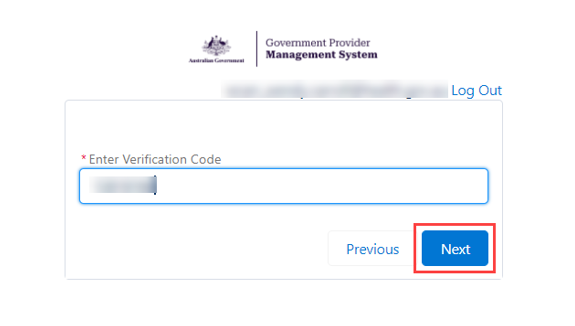 Government Provider
Management System
Australian Government
Log Out
* Enter Verification Code
Previous
Next